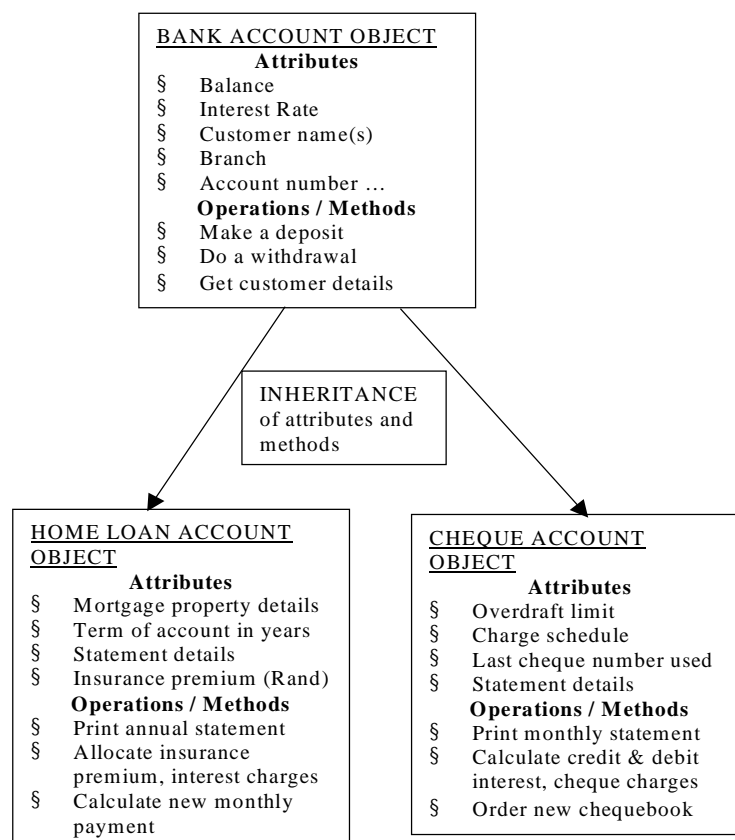 BANK ACCOUNT OBJECT
Attributes
§ Balance
§ Interest Rate
§ Customer name(s)
§ Branch
§ Account number …
Operations / Methods
§ Make a deposit
§ Do a withdrawal
§ Get customer details
INHERITANCE
of attributes and
methods
HOME LOAN ACCOUNT
OBJECT
Attributes
§ Mortgage property details
§ Term of account in years
§ Statement details
§ Insurance premium (Rand)
Operations / Methods
§ Print annual statement
§ Allocate insurance
premium, interest charges
§ Calculate new monthly
payment
CHEQUE ACCOUNT
OBJECT
Attributes
§ Overdraft limit
§ Charge schedule
§ Last cheque number used
§ Statement details
Operations / Methods
§ Print monthly statement
§ Calculate credit & debit
interest, cheque charges
§ Order new chequebook